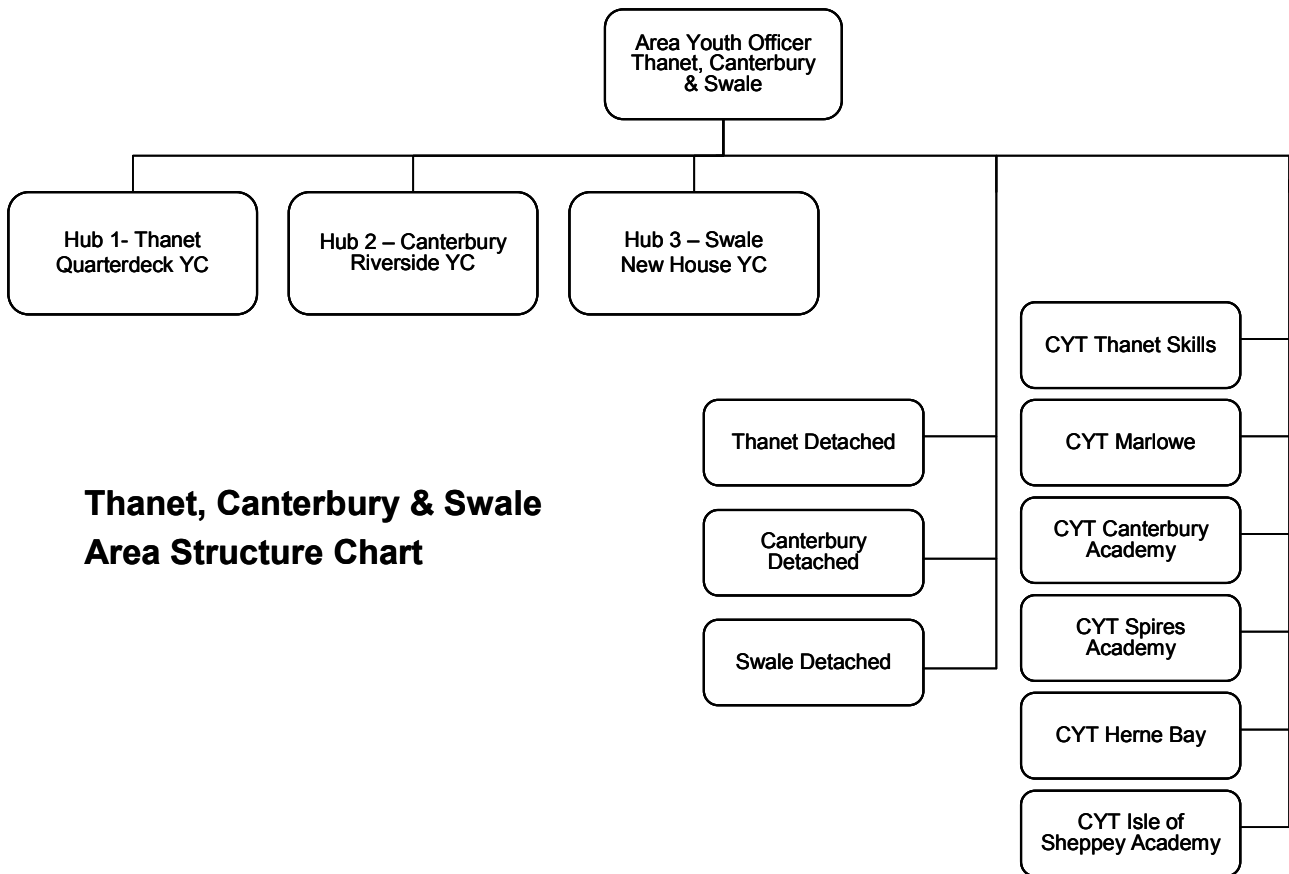 Area Youth Officer
Thanet, Canterbury
& Swale
Hub 1- Thanet
Quarterdeck YC
Hub 2 – Canterbury
Riverside YC
Hub 3 – Swale
New House YC
CYT Thanet Skills
Thanet Detached
CYT Marlowe
Thanet, Canterbury & Swale
Area Structure Chart
Canterbury
Detached
CYT Canterbury
Academy
Swale Detached
CYT Spires
Academy
CYT Herne Bay
CYT Isle of
Sheppey Academy